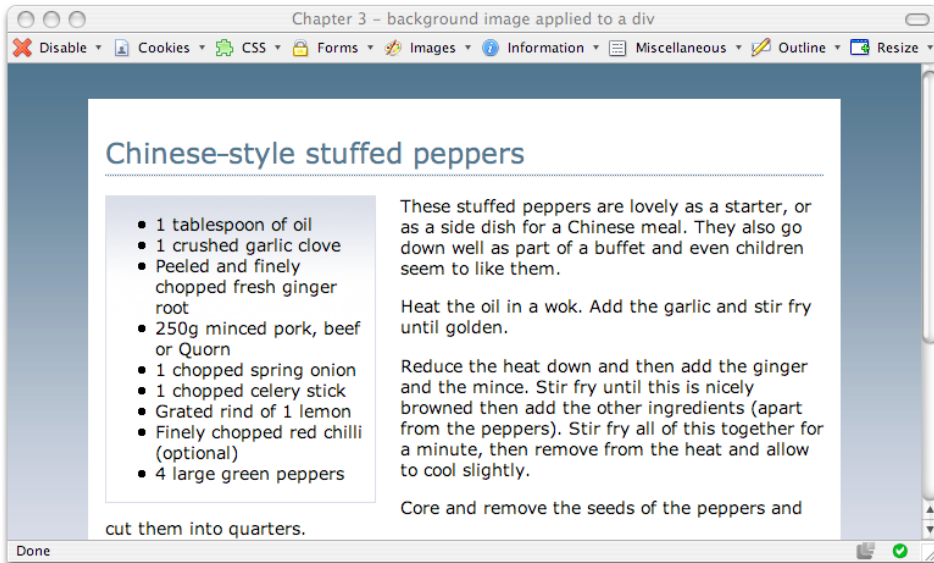 Chapter 3 – background image applied to a div
Disable Cookies CSS Forms Images Information Miscellaneous Outline Resize
Chinese-style stuffed peppers
• 1 tablespoon of oil
• 1 crushed garlic clove
• Peeled and finely
chopped fresh ginger
root
• 250g minced pork, beef
or Quorn
• 1 chopped spring onion
• 1 chopped celery stick
• Grated rind of 1 lemon
• Finely chopped red chilli
(optional)
• 4 large green peppers
These stuffed peppers are lovely as a starter, or
as a side dish for a Chinese meal. They also go
down well as part of a buffet and even children
seem to like them.
Heat the oil in a wok. Add the garlic and stir fry
until golden.
Reduce the heat down and then add the ginger
and the mince. Stir fry until this is nicely
browned then add the other ingredients (apart
from the peppers). Stir fry all of this together for
a minute, then remove from the heat and allow
to cool slightly.
Core and remove the seeds of the peppers and
cut them into quarters.
Done